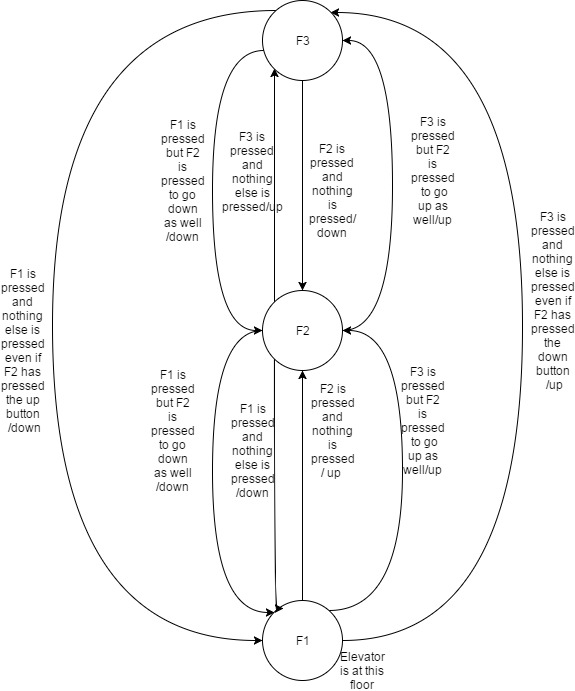 F3
F1 is
pressed
but F2
is
pressed
to go
down
as well
/down
F3 is
pressed
and
nothing
else is
pressed/up
F2 is
pressed
and
nothing
is
pressed/
down
F3 is
pressed
but F2
is
pressed
to go
up as
well/up
F1 is
pressed
and
nothing
else is
pressed
even if
F2 has
pressed
the up
button
/down
F3 is
pressed
and
nothing
else is
pressed
even if
F2 has
pressed
the
down
button
/up
F2
F1 is
pressed
but F2
is
pressed
to go
down
as well
/down
F1 is
pressed
and
nothing
else is
pressed
/down
F2 is
pressed
and
nothing
is
pressed
/ up
F3 is
pressed
but F2
is
pressed
to go
up as
well/up
F1
Elevator
is at this
floor